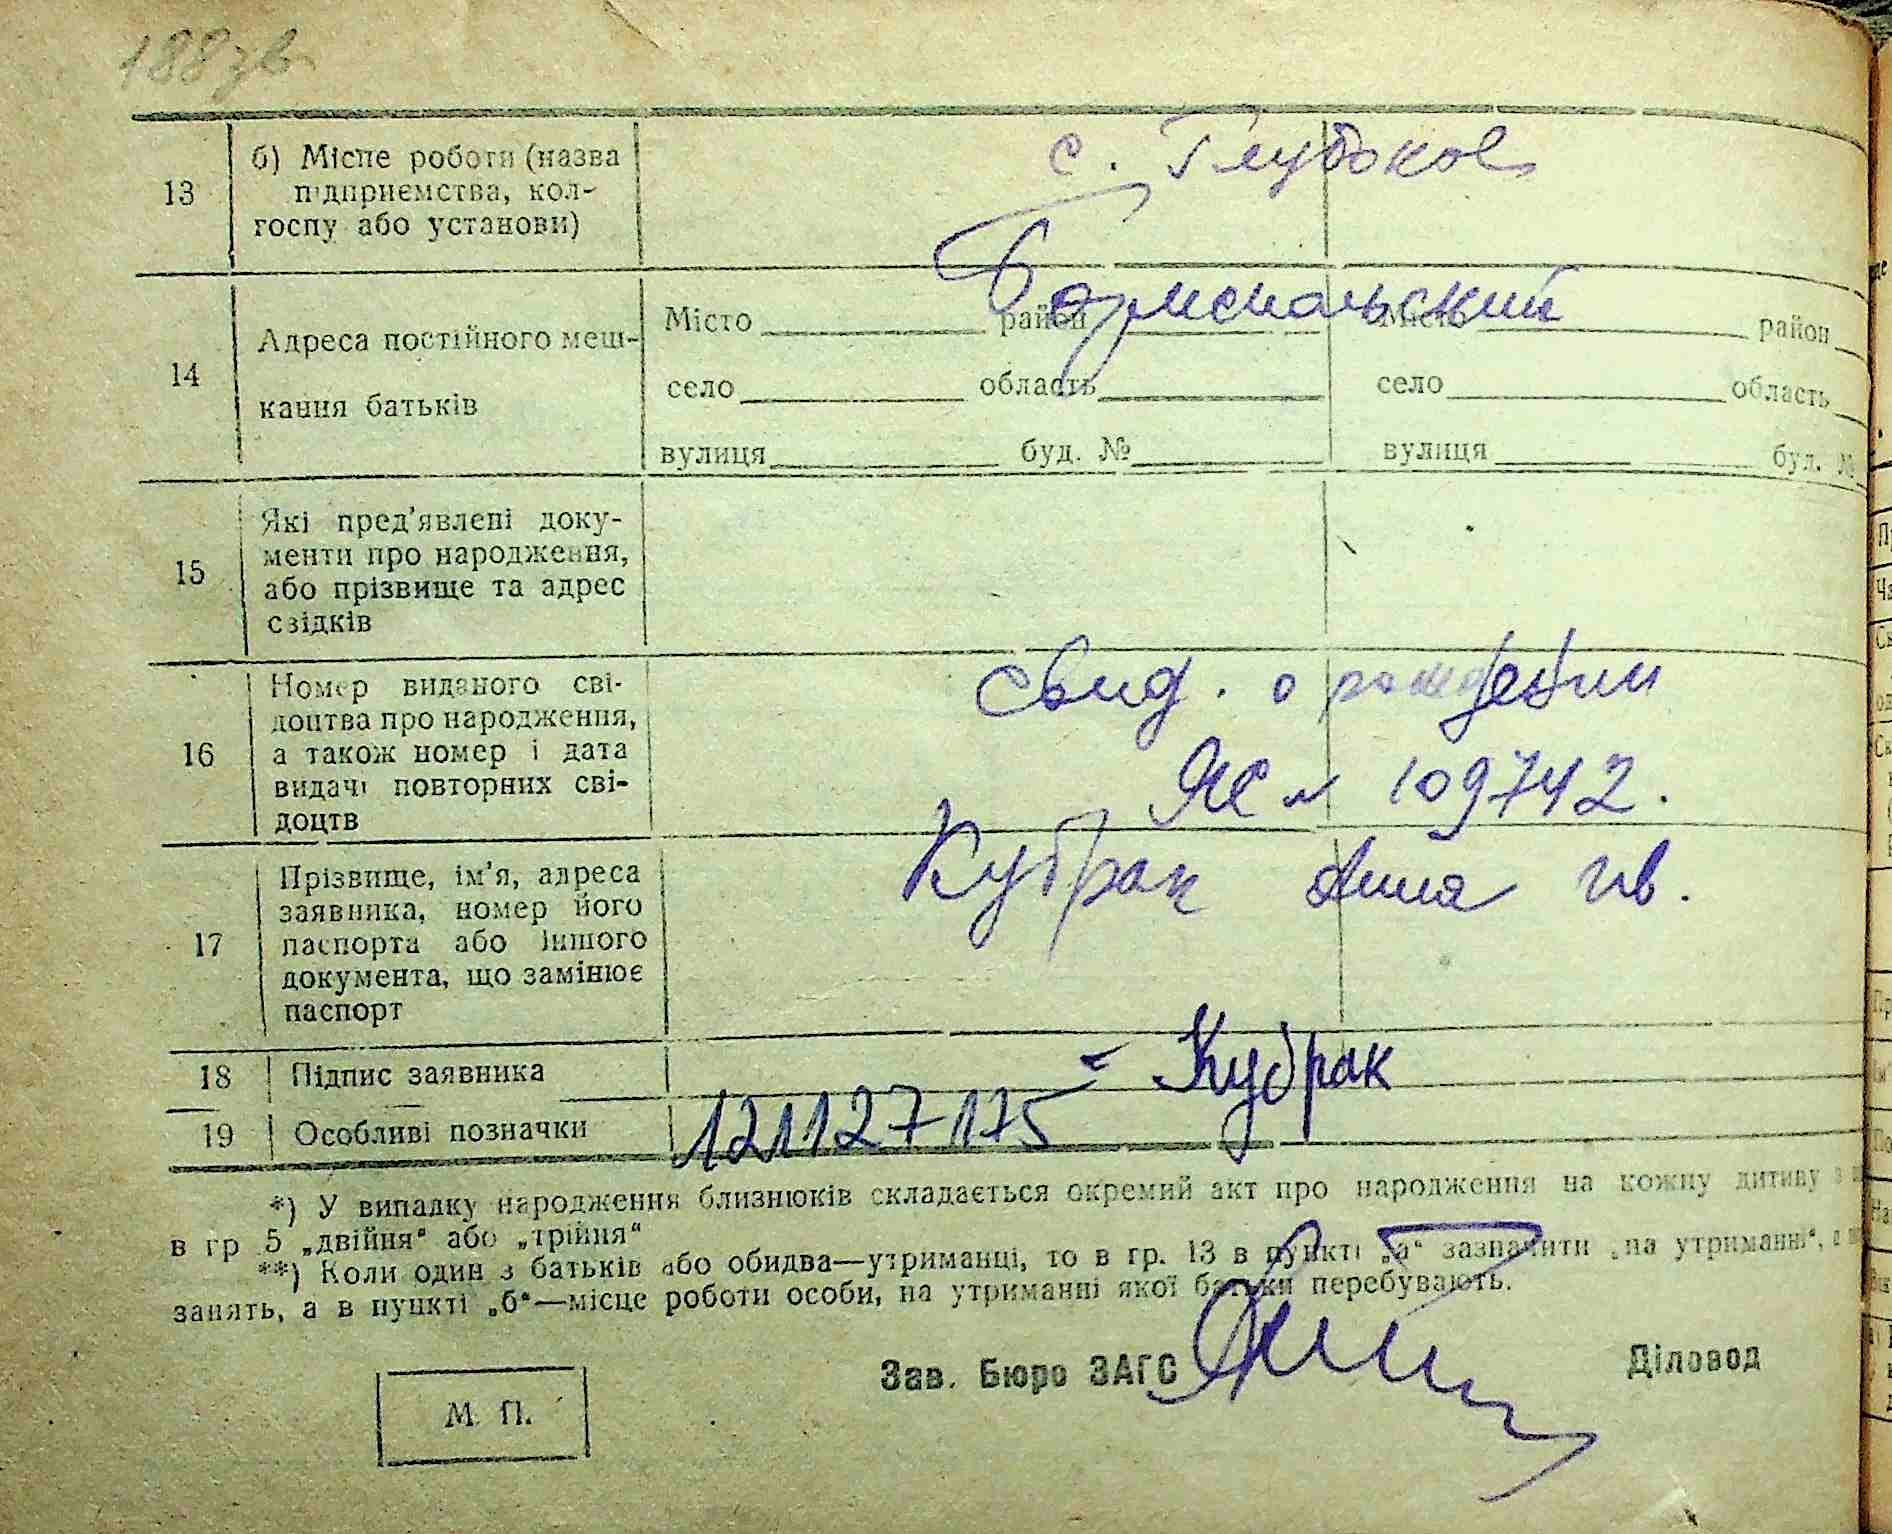 188зв
13
б) Місце роботи (назва
підприємства, кол-
госпу або установи)
с. Глубокое
Бориспольский
14
Адреса постійного меш-
кання батьків
Місто район Місто район
село область село область
вулиця буд. № вулиця буд. №
15
Які пред'явлені доку-
менти про народження,
або прізвище та адрес
свідків
16
Номер виданого сві-
доцтва про народження,
а також номер і дата
видачі повторних сві-
доцтв
свид. о рождении
ЯС № 109742.
17
Прізвище, ім'я, адреса
заявника, номер його
паспорта або іншого
документа, що замінює
паспорт
Кубрак Анна Ив.
18 Підпис заявника
Кубрак
19 Особливі позначки
121127175
*) У випадку народження близнюків складається окремий акт про народження на кожну дитину з
в гр 5 „двійня“ або „трійня“
**) Коли один з батьків або обидва—утриманці, то в гр. 13 в пункті „а“ зазначити „на утриманні“,
занять, а в пункті „б“—місце роботи особи, на утриманні якої батьки перебувають.
Зав. Бюро ЗАГС Діловод
М. П.